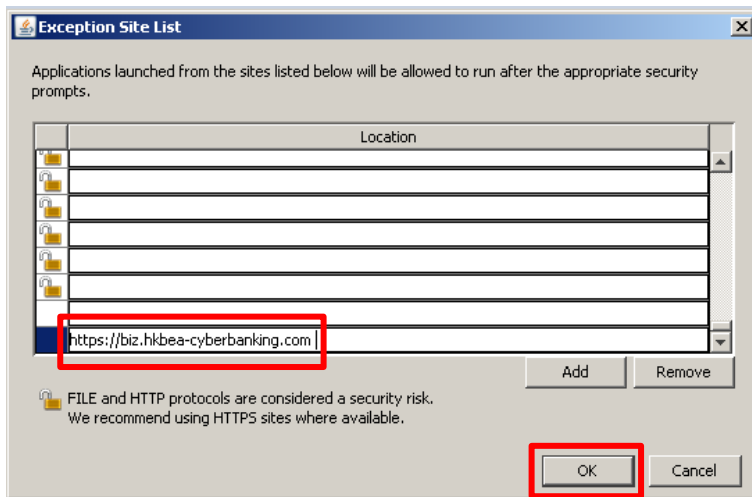 Exception Site List
Applications launched from the sites listed below will be allowed to run after the appropriate security
prompts.
Location
https://biz.hkbea-cyberbanking.com
Add Remove
FILE and HTTP protocols are considered a security risk.
We recommend using HTTPS sites where available.
OK Cancel